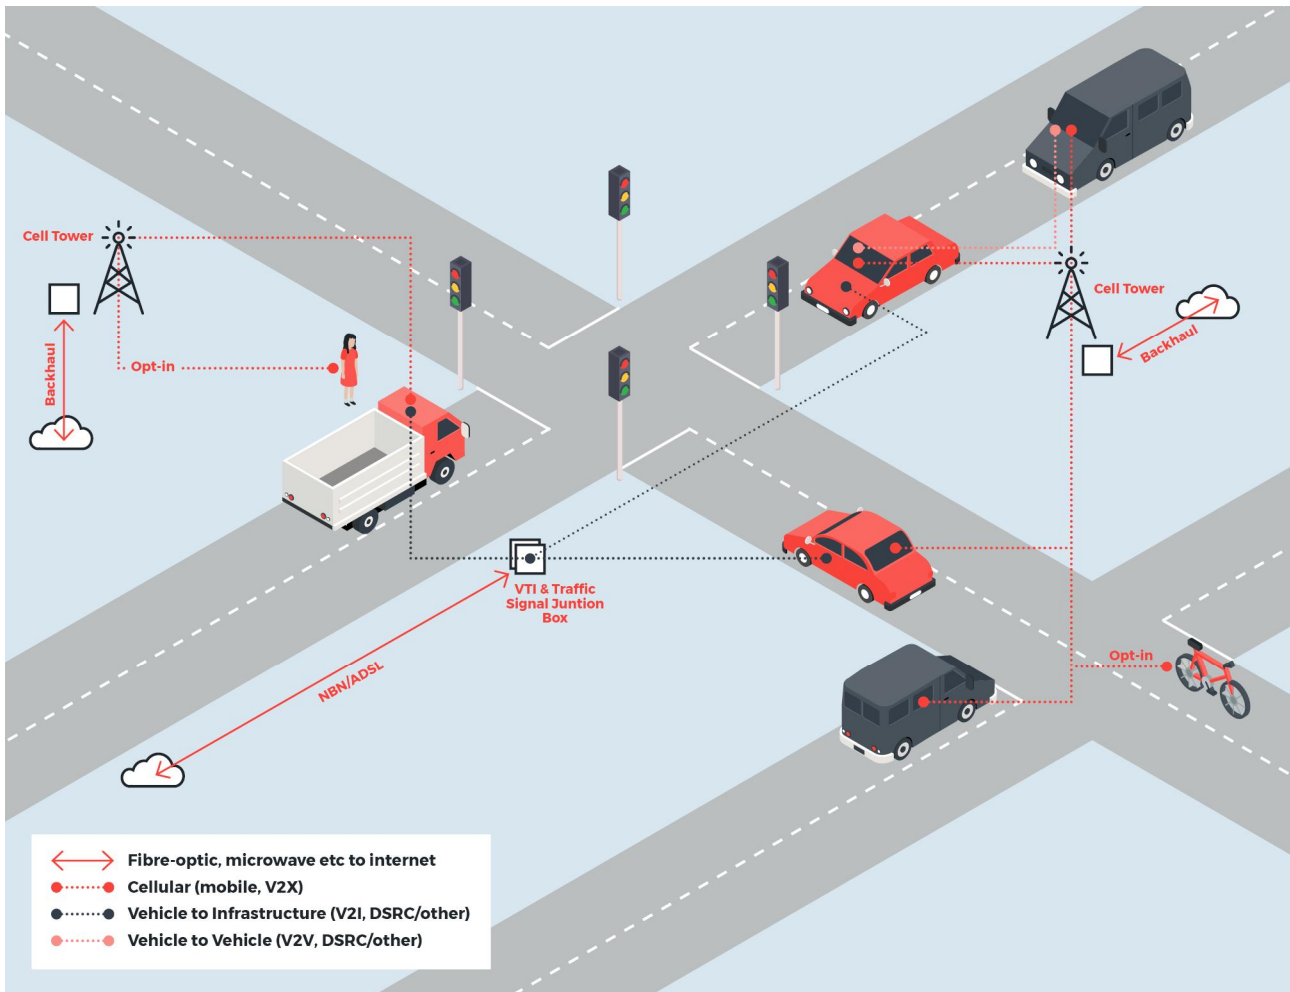 Cell Tower
Backhaul
Opt-in
Cell Tower
Backhaul
VTI & Traffic
Signal Juntion
Box
NBN/ADSL
Opt-in
Fibre-optic, microwave etc to internet
Cellular (mobile, V2X)
Vehicle to Infrastructure (V2I, DSRC/other)
Vehicle to Vehicle (V2V, DSRC/other)